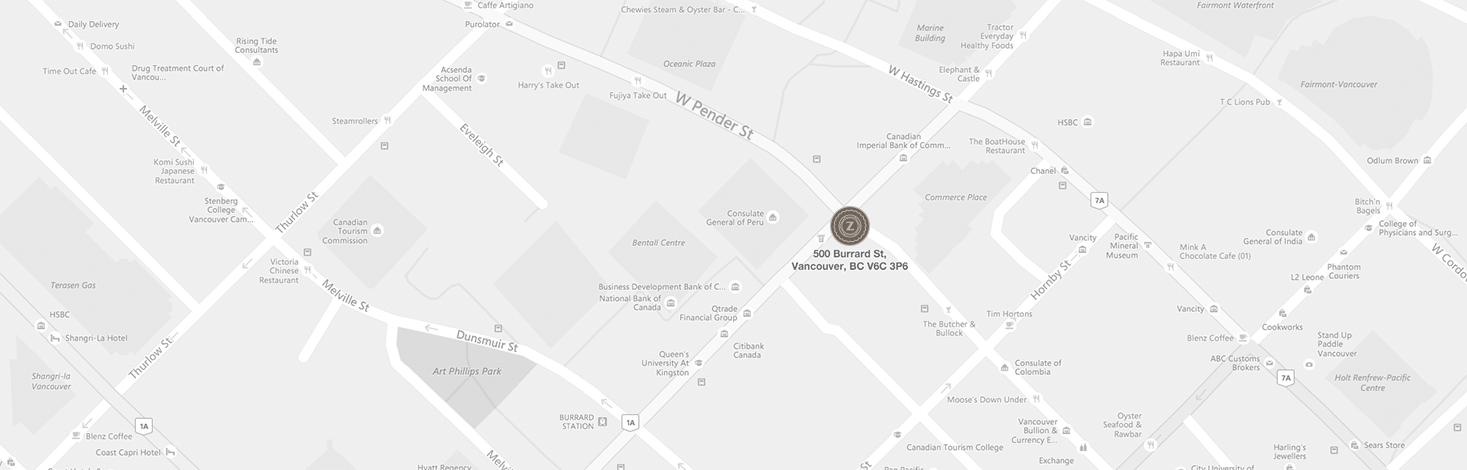 Caffe Artigiano
Chewies Steam & Oyster Bar - C...
Fairmont Waterfront
Daily Delivery
Purolator
Marine
Building
Tractor
Everyday
Healthy Foods
Domo Sushi
Rising Tide
Consultants
Hapa Umi
Restaurant
Time Out Cafe
Drug Treatment Court of
Vancou...
Acsenda
School Of
Management
Oceanic Plaza
W Hastings St
Elephant &
Castle
Harry's Take Out
Fujiya Take Out
Fairmont-Vancouver
W Pender St
T C Lions Pub
Melville St
Steamrollers
HSBC
Eveleigh St
Canadian
Imperial Bank of Comm...
The BoatHouse
Restaurant
Komi Sushi
Japanese
Restaurant
Chanel
Odlum Brown
Stenberg
College
Vancouver Cam...
Thurlow St
Commerce Place
7A
Bitch'n
Bagels
Canadian
Tourism
Commission
Consulate
General of Peru
Z
Bentall Centre
Vancity
Pacific
Mineral
Museum
Consulate
General of India
College of
Physicians and Surg...
Mink A
Chocolate Cafe (01)
500 Burrard St,
Vancouver, BC V6C 3P6
W Cordo
Victoria
Chinese
Restaurant
Phantom
Couriers
Terasen Gas
Melville St
Business Development Bank of C...
National Bank of
Canada
Hornby St
L2 Leone
HSBC
Qtrade
Financial Group
Tim Hortons
Vancity
The Butcher &
Bullock
Cookworks
Shangri-La Hotel
Dunsmuir St
Blenz Coffee
Stand Up
Paddle
Vancouver
Thurlow St
Citibank
Canada
Queen's
University At
Kingston
ABC Customs
Brokers
Consulate of
Colombia
Art Phillips Park
Shangri-la
Vancouver
7A
Holt Renfrew-Pacific
Centre
Moose's Down Under
1A
BURRARD
STATION
1A
Vancouver
Bullion &
Currency E...
Oyster
Seafood &
Rawbar
Blenz Coffee
Coast Capri Hotel
Canadian Tourism College
Harling's
Jewellers
Sears Store
Exchange
Melv
Hyatt Regency
St
City University of